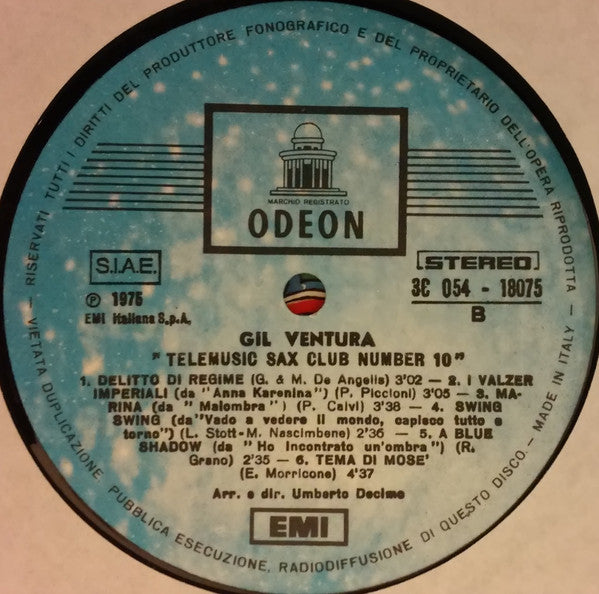 RISERVATI TUTTI I DIRITTI DEL PRODUTTORE FONOGRAFICO E DEL PROPRIETARIO DELL'OPERA RIPRODOTTA
MARCHIO REGISTRATO
ODEON
S.I.A.E.
STEREO
℗ 1975
3C 054 - 18075
EMI Italiana S.p.A.
B
GIL VENTURA
" TELEMUSIC SAX CLUB NUMBER 10"
1. DELITTO DI REGIME (G. & M. De Angelis) 3'02 — 2. I VALZER
IMPERIALI (da "Anna Karenina") (P. Piccioni) 3'05 — 3. MA-
RINA (da " Malombra ") (P. Calvi) 3'38 — 4. SWING
SWING (da"Vado a vedere il mondo, capisco tutto e
torno") (L. Stott-M. Nascimbene) 2'36 — 5. A BLUE
SHADOW (da " Ho Incontrato un'ombra") (R.
Grano) 2'35 — 6. TEMA DI MOSE'
(E. Morricone) 4'37
Arr. e dir. Umberto Decimo
EMI
— VIETATA DUPLICAZIONE PUBBLICA ESECUZIONE, RADIODIFFUSIONE DI QUESTO DISCO — MADE IN ITALY —